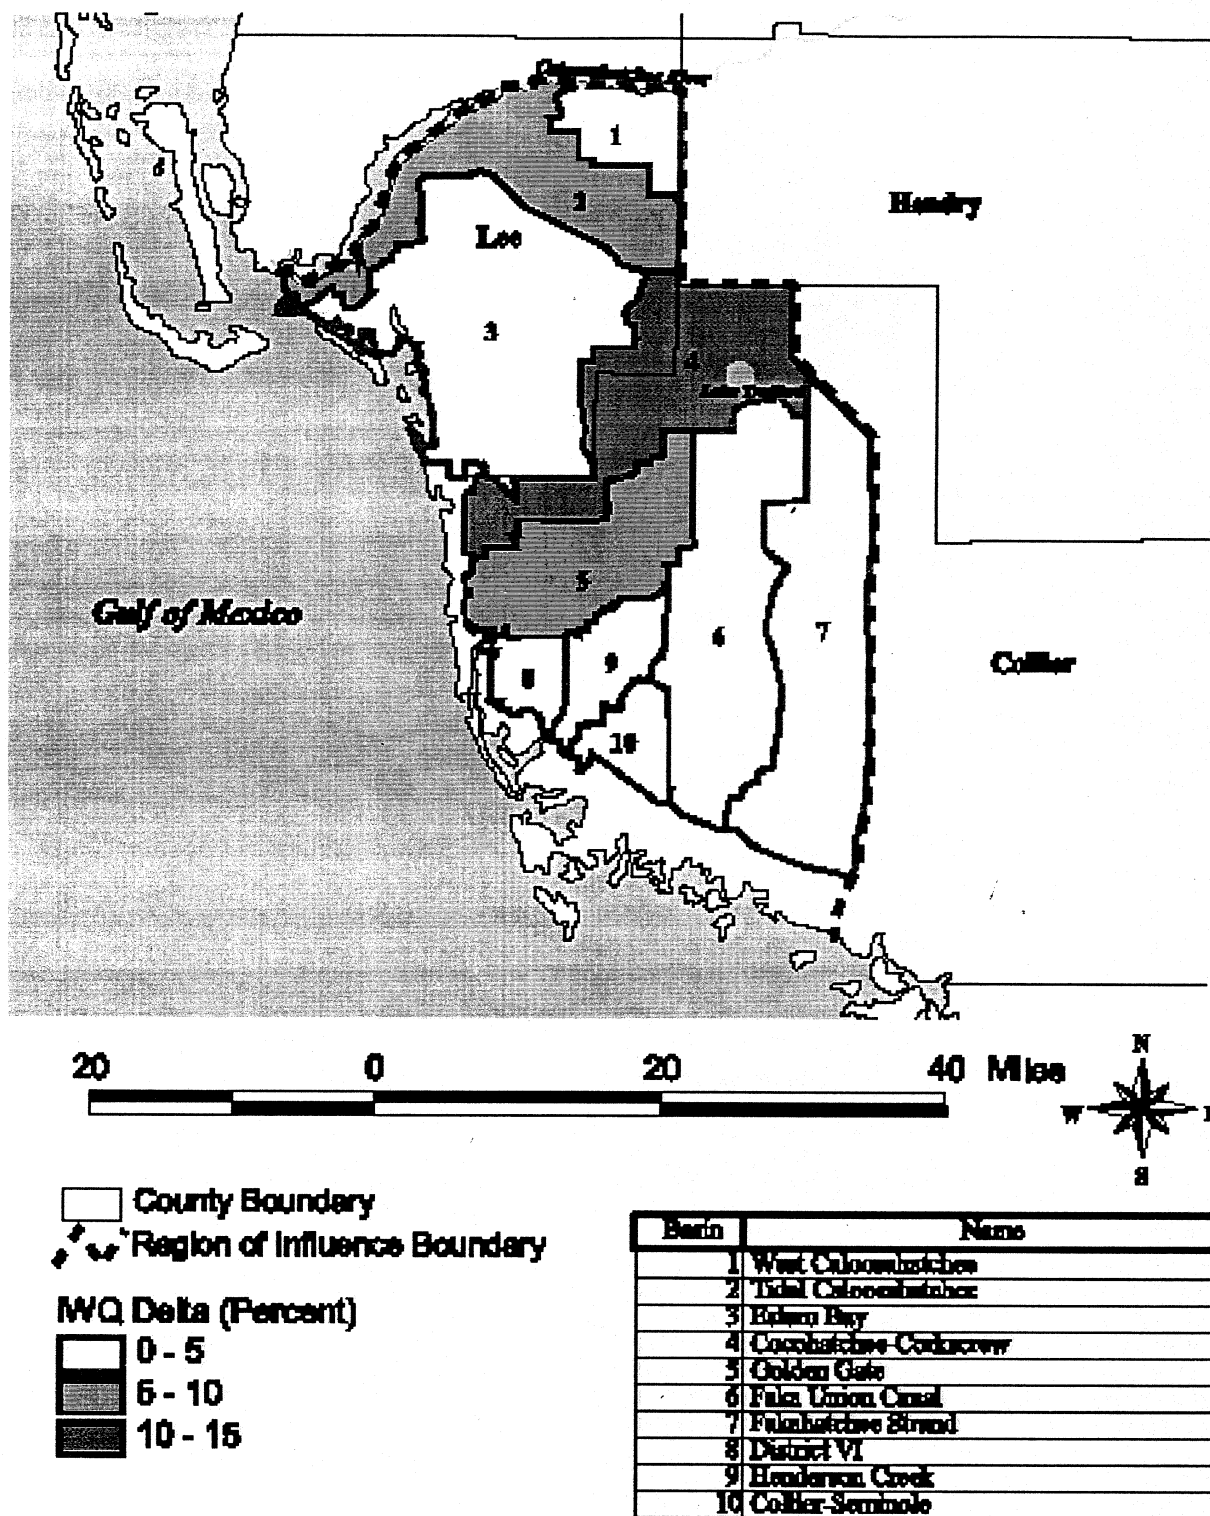 1
2
Hendry
Lee
3
4
5
Gulf of Mexico
6
7
9
8
Collier
10
20 0 20 40 Miles
N
W
S
County Boundary
Region of Influence Boundary
IWQ Delta (Percent)
0 - 5
10 - 15
Basin Name
1 West Caloosahatchee
2 Tidal Caloosahatchee
3 Estero Bay
4 Cocohatchee-Corkscrew
5 Golden Gate
6 Faka Union Canal
7 Fakahatchee Strand
8 District VI
9 Henderson Creek
10 Collier-Seminole